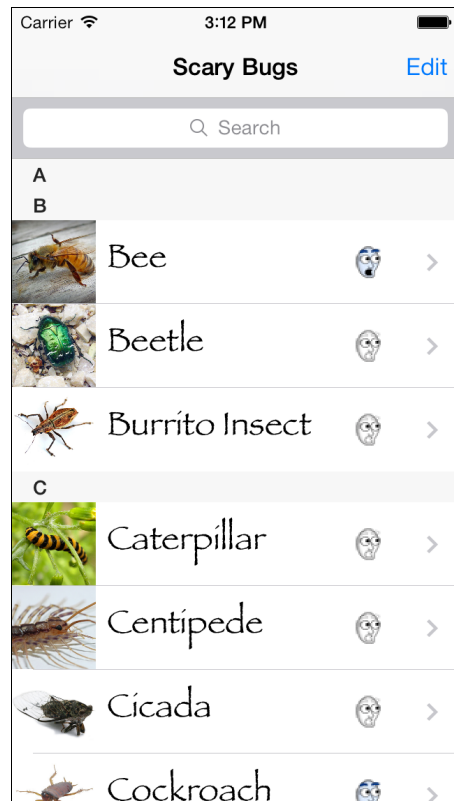 Carrier 3:12 PM
Scary Bugs Edit
Search
A
B
Bee
Beetle
Burrito Insect
C
Caterpillar
Centipede
Cicada
Cockroach